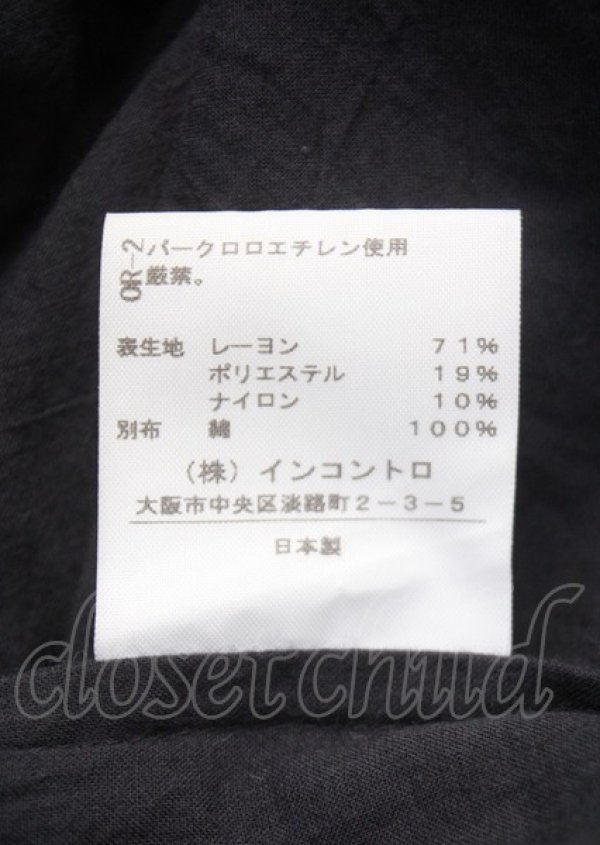 OR-2
パークロロエチレン使用
厳禁。
表生地 レーヨン 71%
ポリエステル 19%
ナイロン 10%
別布 綿 100%
(株)インコントロ
大阪市中央区淡路町2-3-5
日本製
closet child